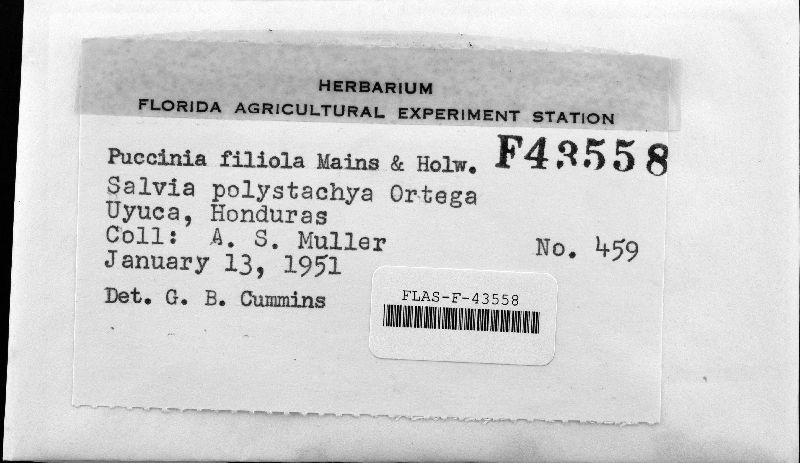 HERBARIUM
FLORIDA AGRICULTURAL EXPERIMENT STATION
Puccinia filiola Mains & Holw. F43558
Salvia polystachya Ortega
Uyuca, Honduras
Coll: A. S. Muller No. 459
January 13, 1951
Det. G. B. Cummins
FLAS-F-43558